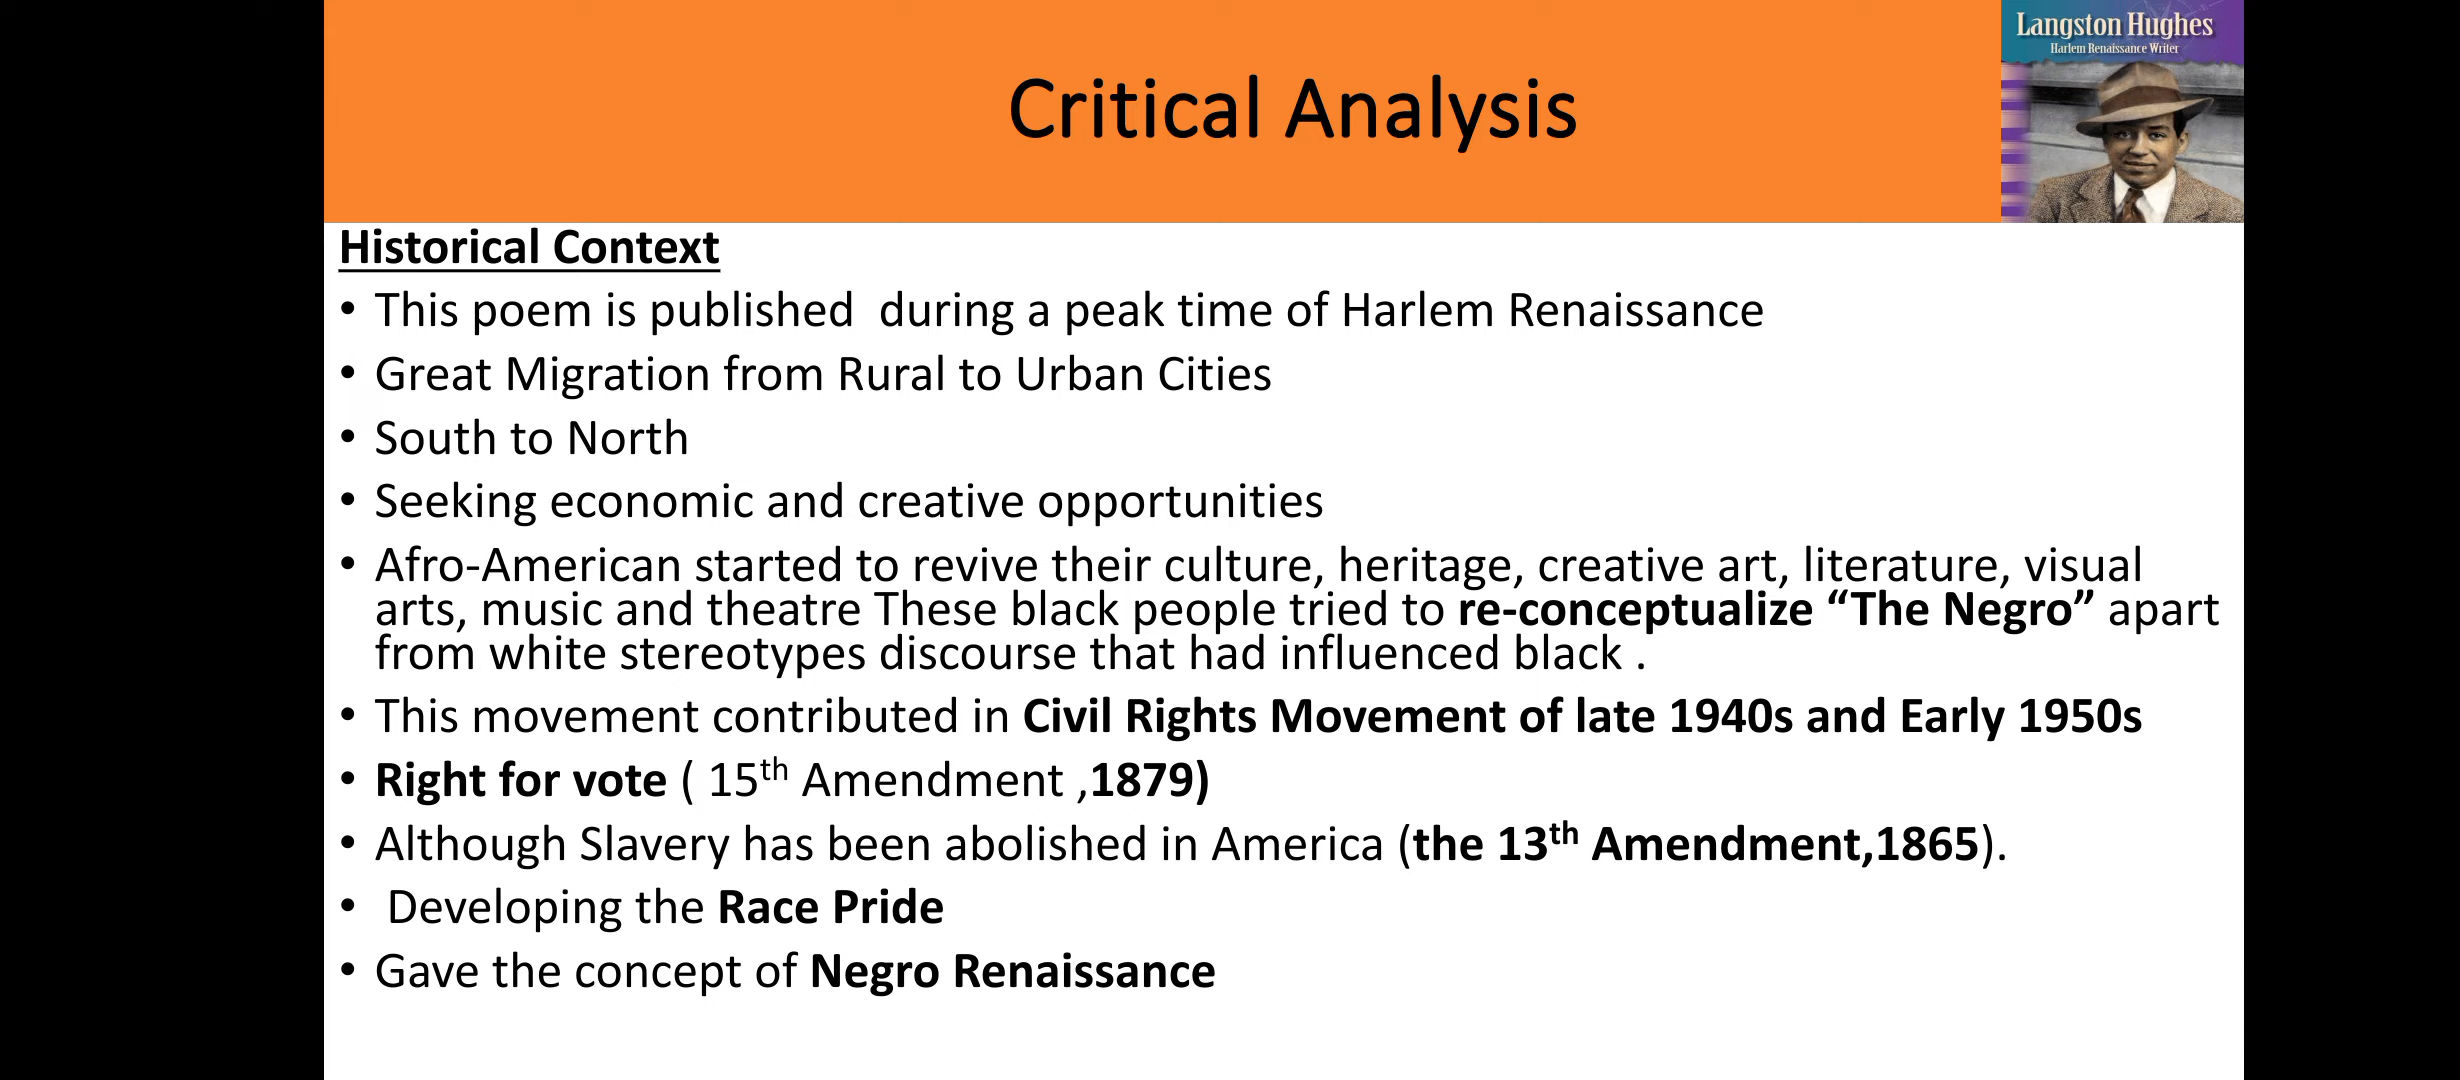 Langston Hughes
Harlem Renaissance Writer
Critical Analysis
Historical Context
• This poem is published  during a peak time of Harlem Renaissance
• Great Migration from Rural to Urban Cities
• South to North
• Seeking economic and creative opportunities
• Afro-American started to revive their culture, heritage, creative art, literature, visual
arts, music and theatre These black people tried to re-conceptualize “The Negro” apart
from white stereotypes discourse that had influenced black .
• This movement contributed in Civil Rights Movement of late 1940s and Early 1950s
• Right for vote ( 15th Amendment ,1879)
• Although Slavery has been abolished in America (the 13th Amendment,1865).
• Developing the Race Pride
• Gave the concept of Negro Renaissance